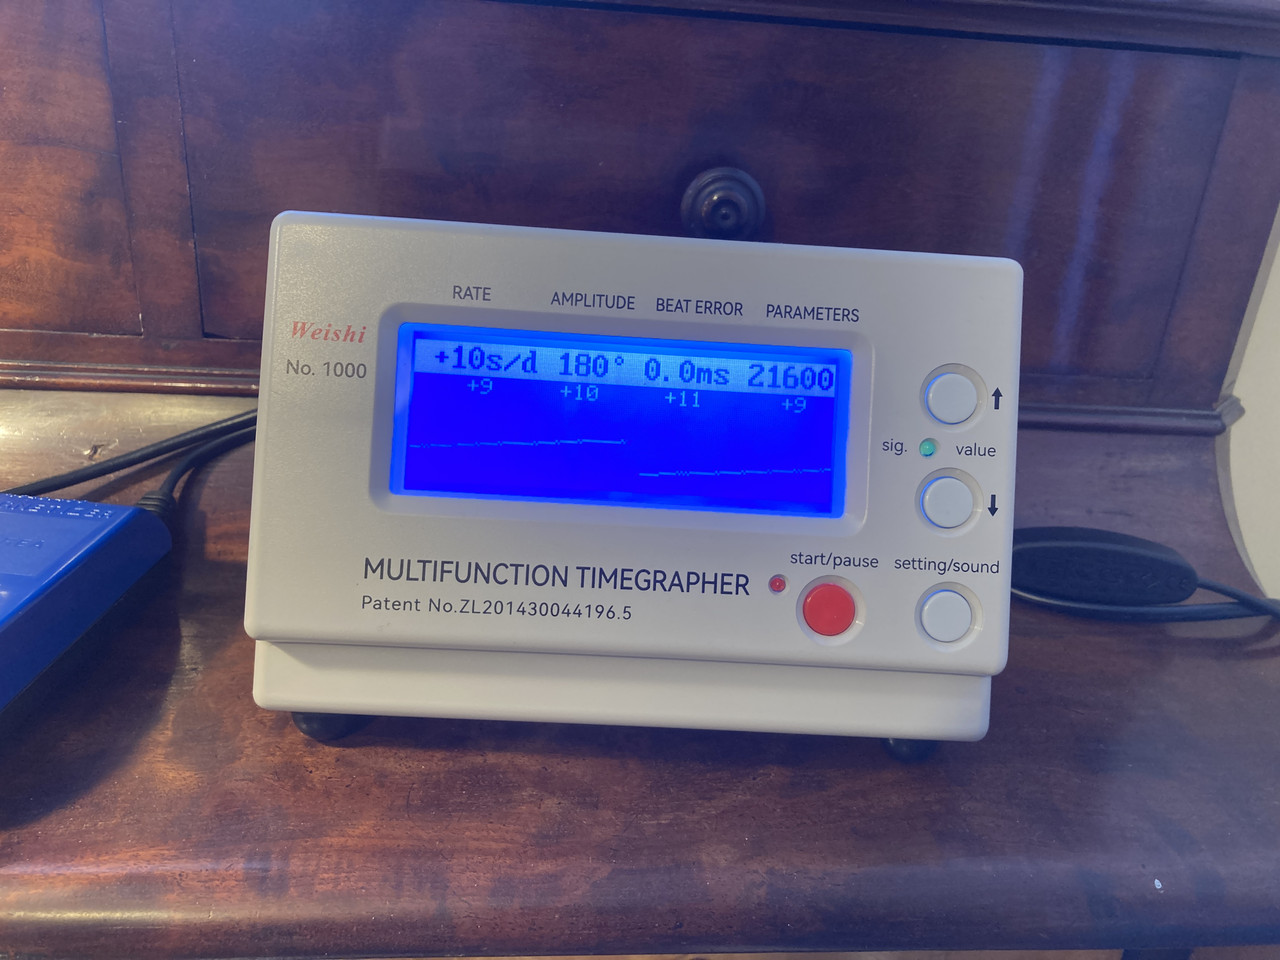 RATE AMPLITUDE BEAT ERROR PARAMETERS
Weishi
No. 1000
+10s/d 180° 0.0ms 21600
+9 +10 +11 +9
sig. value
start/pause setting/sound
MULTIFUNCTION TIMEGRAPHER
Patent No.ZL201430044196.5